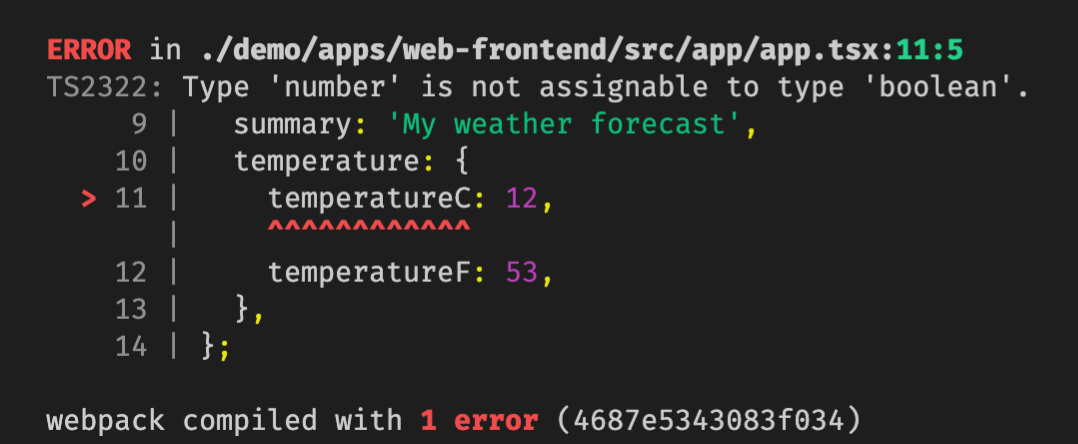 ERROR in ./demo/apps/web-frontend/src/app/app.tsx:11:5
TS2322: Type 'number' is not assignable to type 'boolean'.
     9 |   summary: 'My weather forecast',
    10 |   temperature: {
  > 11 |     temperatureC: 12,
       |     ^^^^^^^^^^^^
    12 |     temperatureF: 53,
    13 |   },
    14 | };
webpack compiled with 1 error (4687e5343083f034)